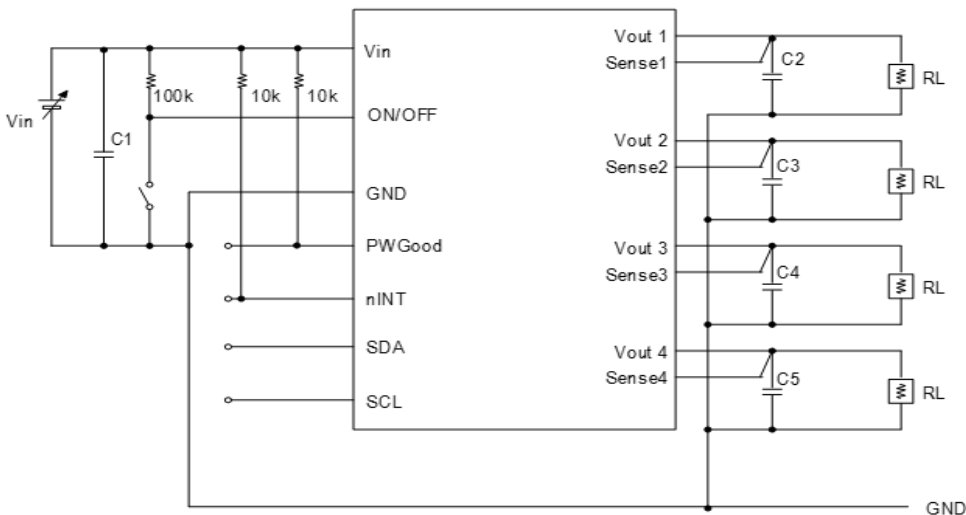 Vin
C1
100k
10k
10k
Vin
ON/OFF
GND
PWGood
nINT
SDA
SCL
Vout 1
Sense1
C2
RL
Vout 2
Sense2
C3
RL
Vout 3
Sense3
C4
RL
Vout 4
Sense4
C5
RL
GND